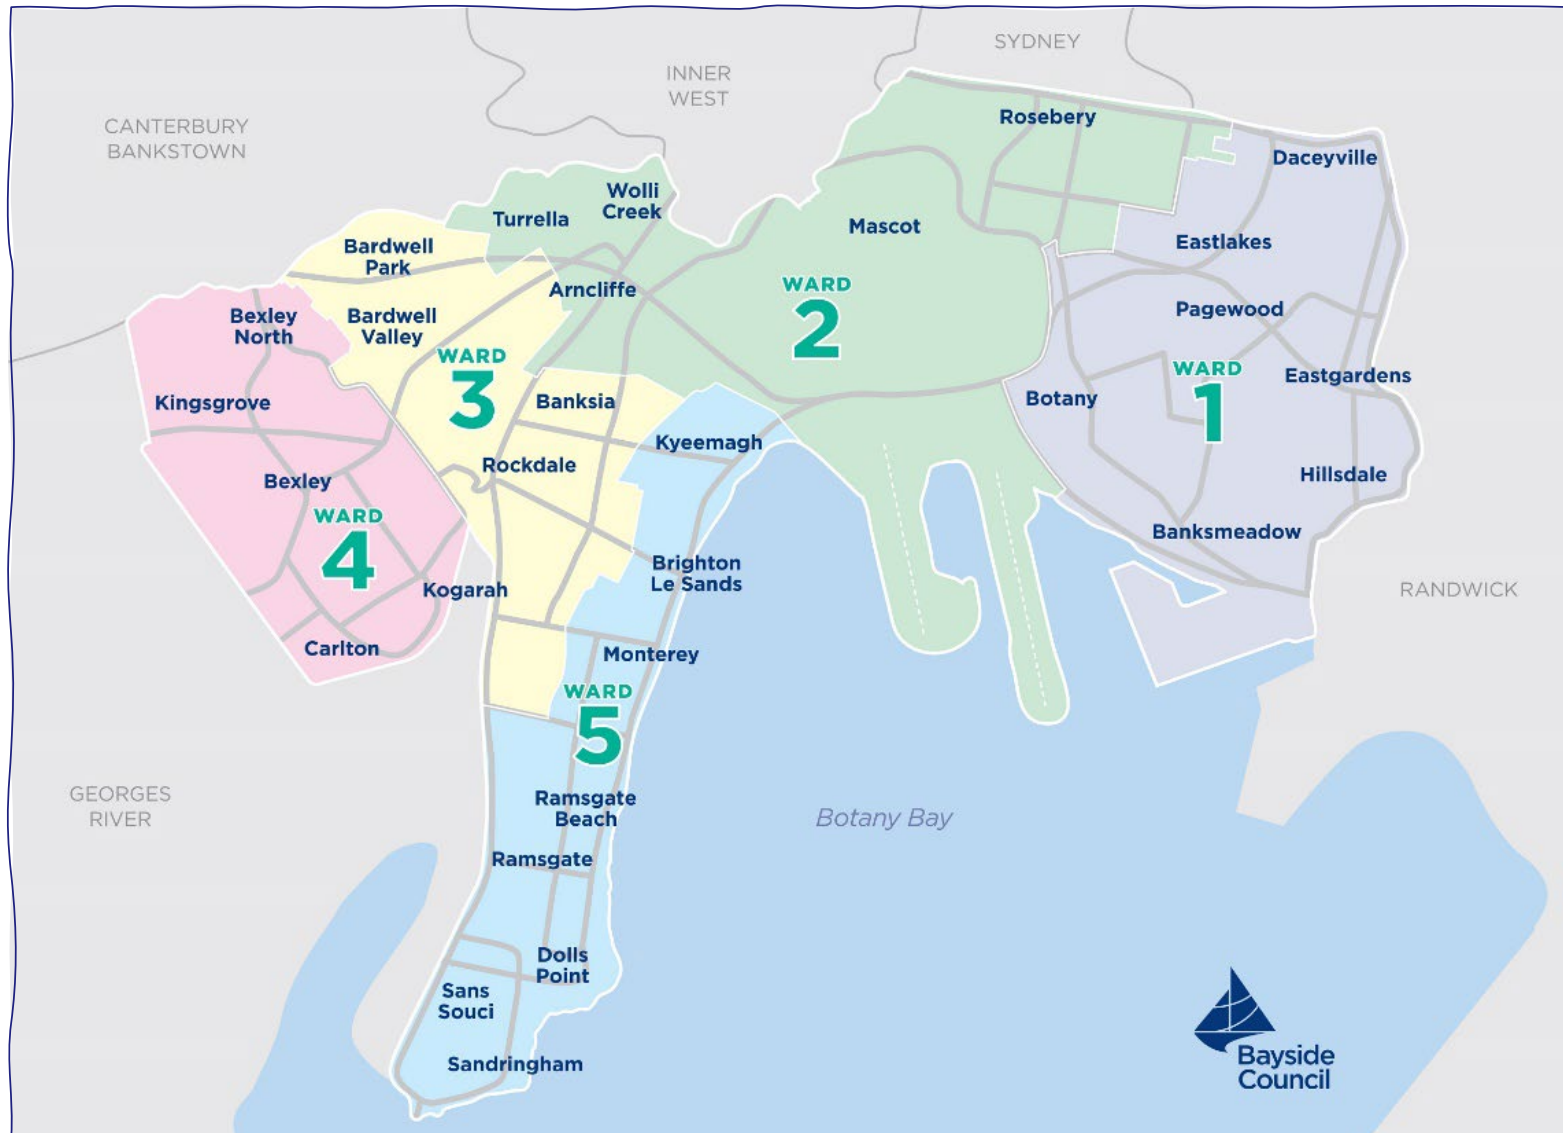 SYDNEY
INNER
WEST
CANTERBURY
BANKSTOWN
Rosebery
Daceyville
Wolli
Creek
Turrella
Mascot
Bardwell
Park
Eastlakes
Arncliffe
WARD
2
Pagewood
Bexley
North
Bardwell
Valley
WARD
3
WARD
1
Eastgardens
Kingsgrove
Banksia
Botany
Kyeemagh
Rockdale
Hillsdale
Bexley
WARD
4
Banksmeadow
Brighton
Le Sands
Kogarah
RANDWICK
Carlton
Monterey
WARD
5
GEORGES
RIVER
Ramsgate
Beach
Botany Bay
Ramsgate
Dolls
Point
Sans
Souci
Sandringham
Bayside
Council